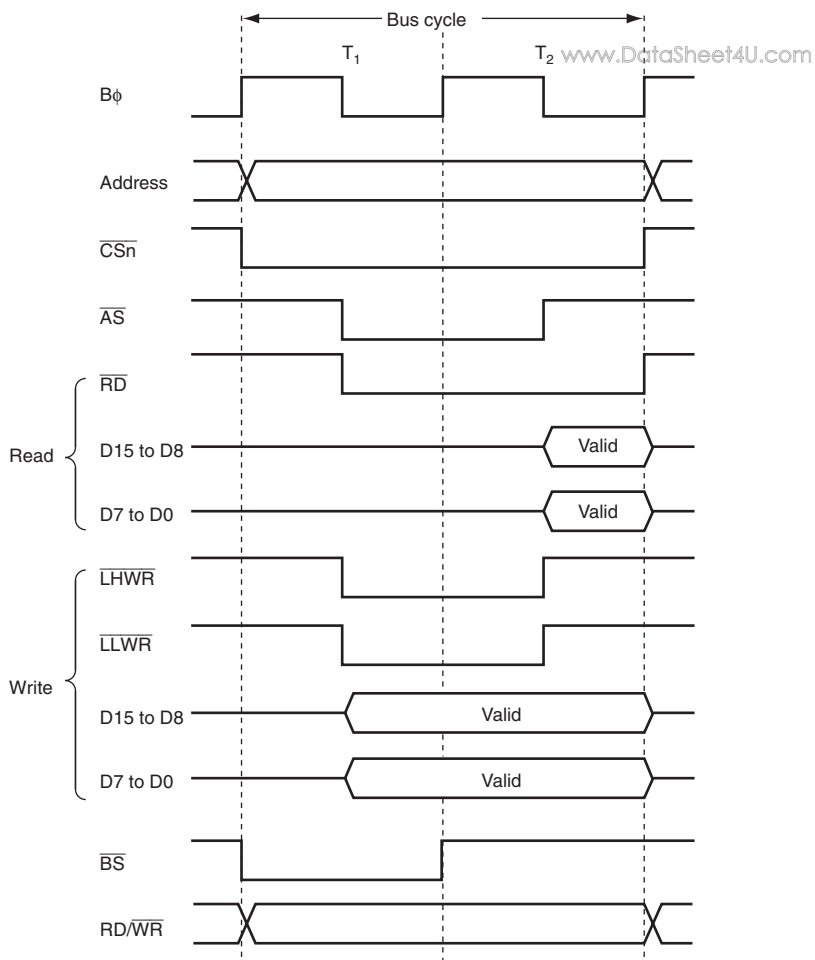 Bus cycle
T1 T2 www.DataSheet4U.com
Bϕ
Address
CSn
AS
RD
Read
D15 to D8 Valid
D7 to D0 Valid
LHWR
LLWR
Write
D15 to D8 Valid
D7 to D0 Valid
BS
RD/WR